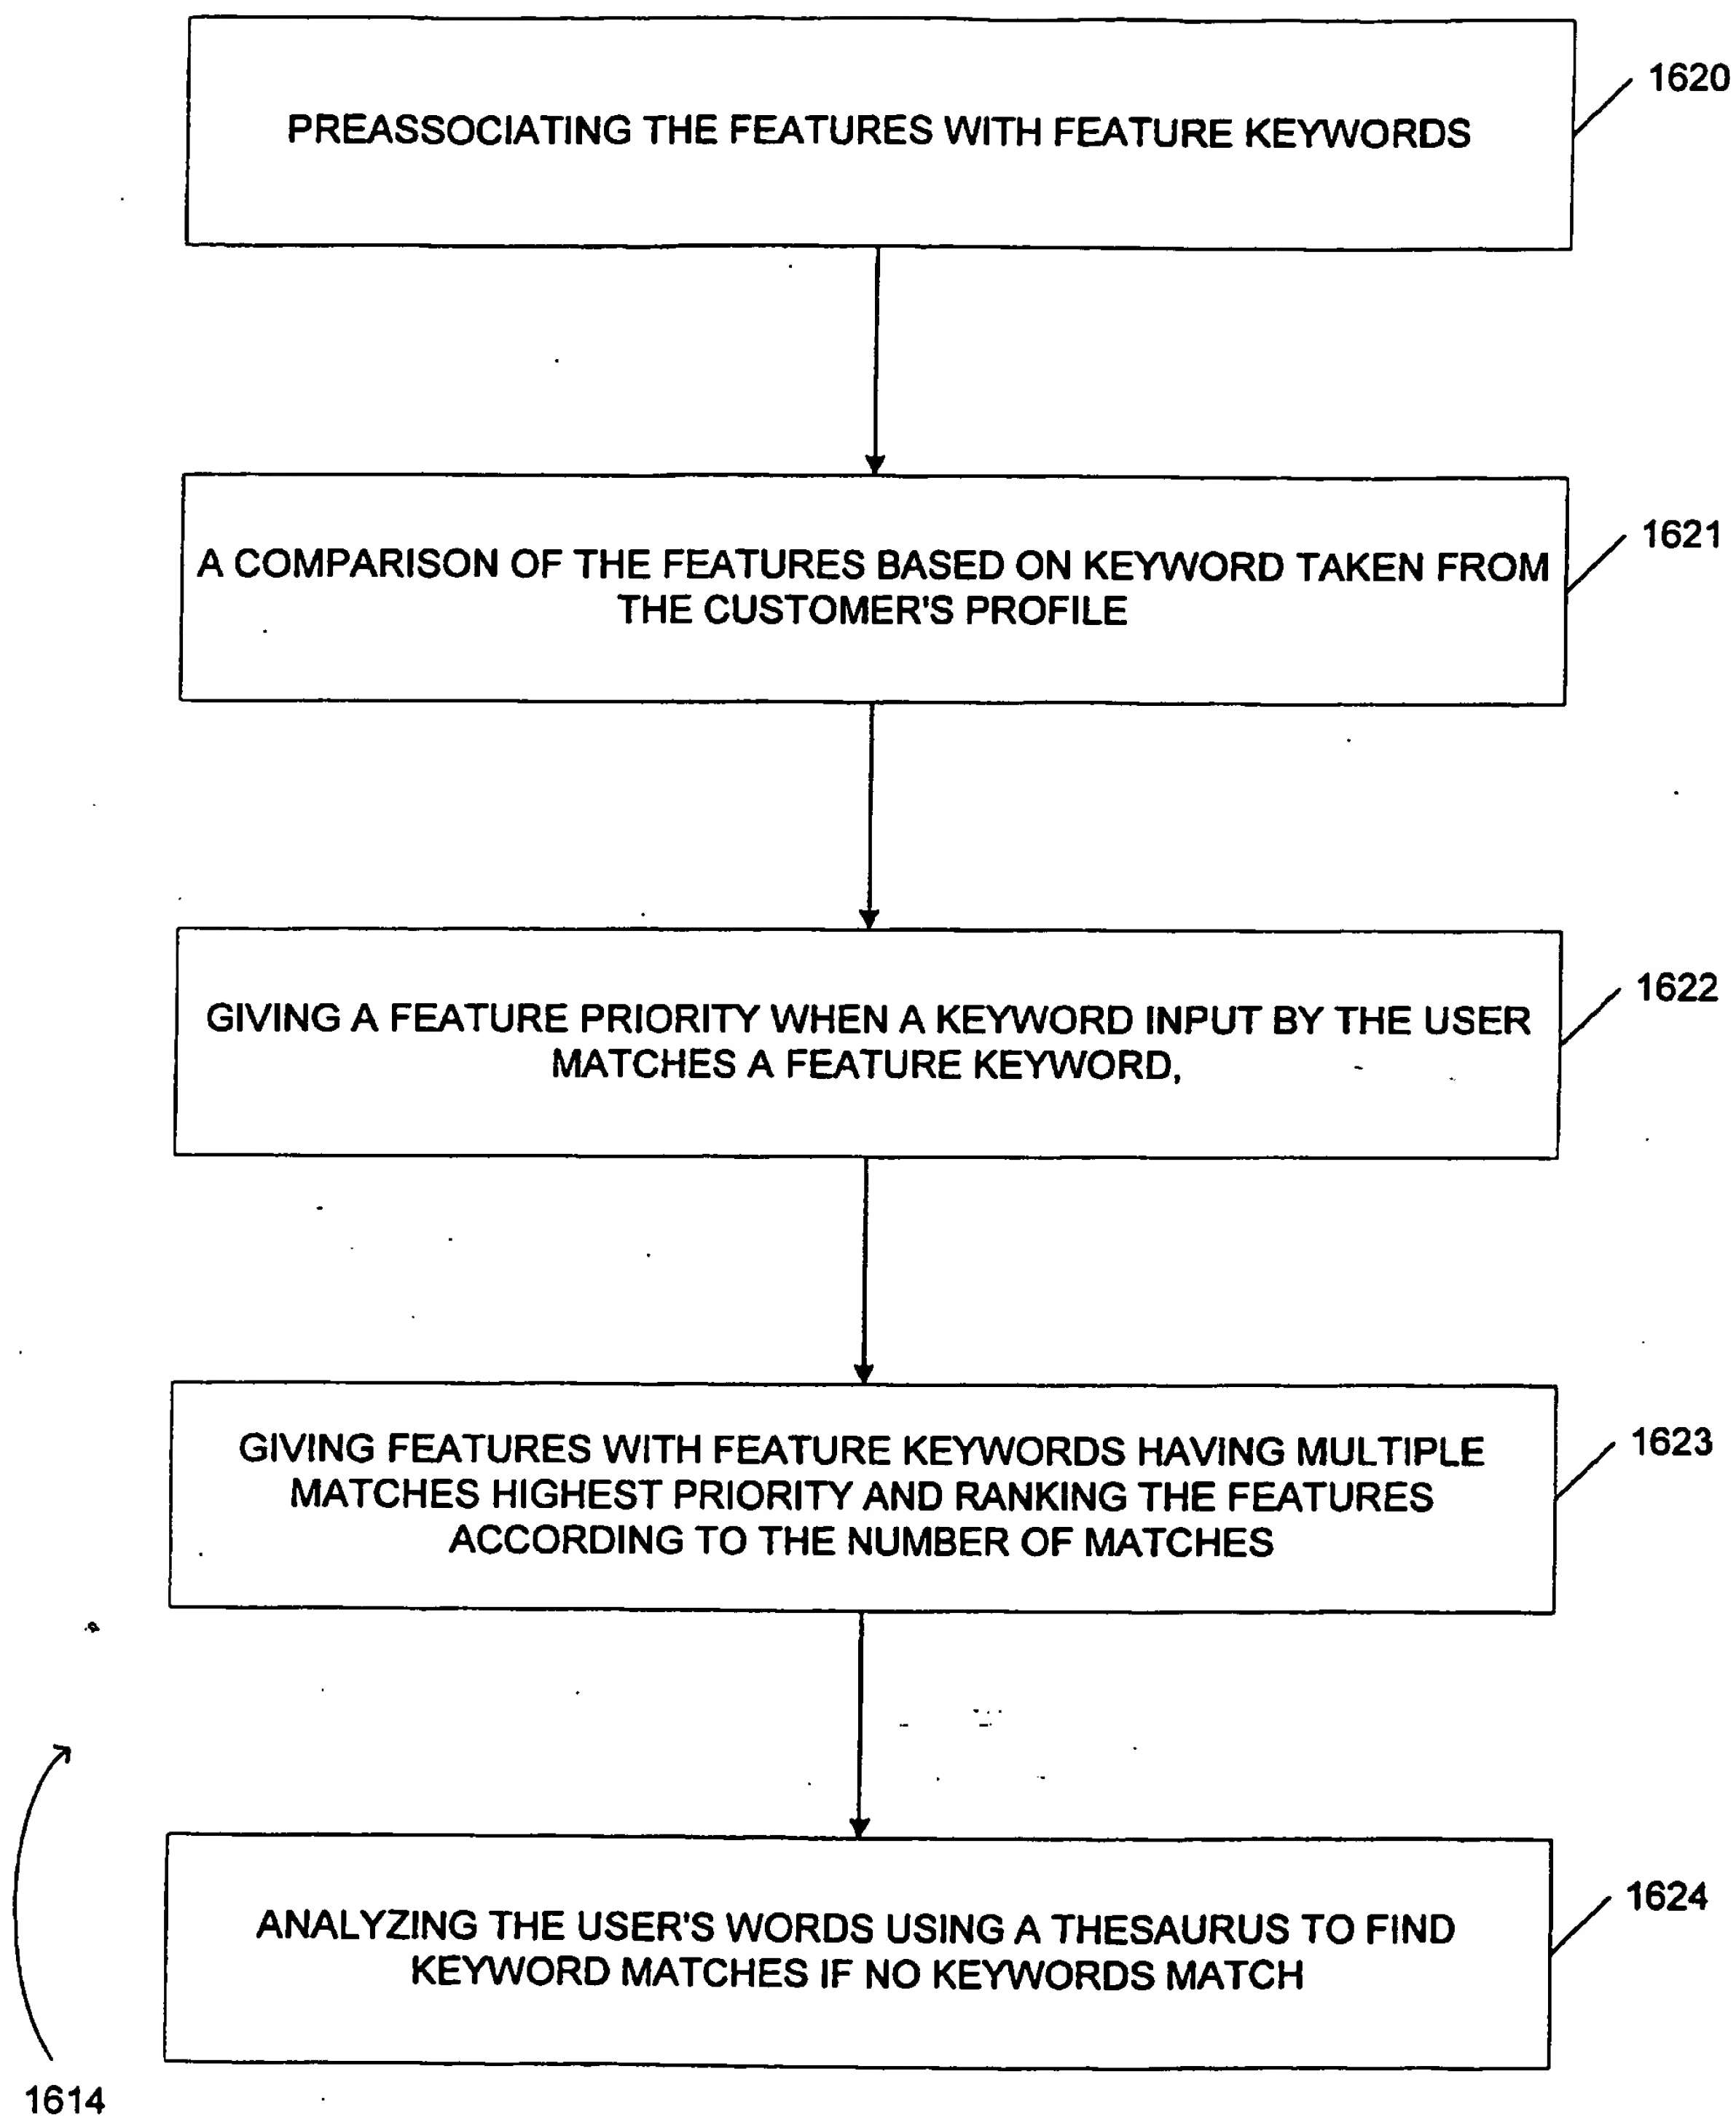 1620
PREASSOCIATING THE FEATURES WITH FEATURE KEYWORDS
1621
A COMPARISON OF THE FEATURES BASED ON KEYWORD TAKEN FROM
THE CUSTOMER'S PROFILE
1622
GIVING A FEATURE PRIORITY WHEN A KEYWORD INPUT BY THE USER
MATCHES A FEATURE KEYWORD,
1623
GIVING FEATURES WITH FEATURE KEYWORDS HAVING MULTIPLE
MATCHES HIGHEST PRIORITY AND RANKING THE FEATURES
ACCORDING TO THE NUMBER OF MATCHES
1624
ANALYZING THE USER'S WORDS USING A THESAURUS TO FIND
KEYWORD MATCHES IF NO KEYWORDS MATCH
1614